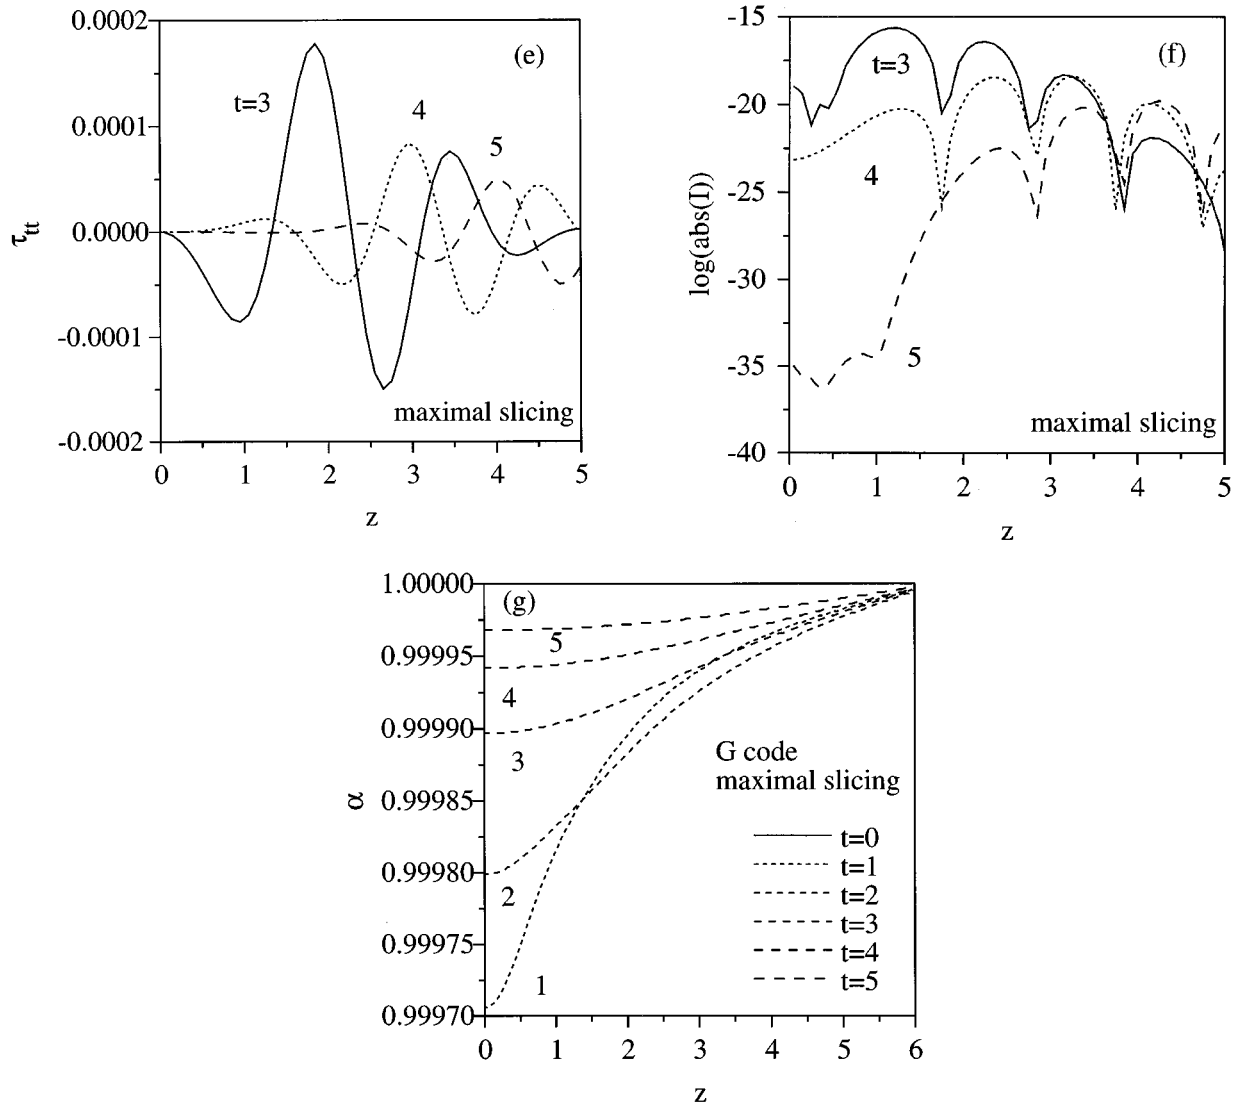 0.0002
(e)
t=3
0.0001
4
5
τtt
0.0000
-0.0001
maximal slicing
-0.0002
0 1 2 3 4 5
z
-15
(f)
t=3
-20
4
-25
log(abs(I))
-30
5
-35
maximal slicing
-40
0 1 2 3 4 5
z
1.00000
(g)
5
0.99995
4
0.99990
3
G code
maximal slicing
α
0.99985
t=0
t=1
0.99980
2
t=2
t=3
0.99975
t=4
1
t=5
0.99970
0 1 2 3 4 5 6
z